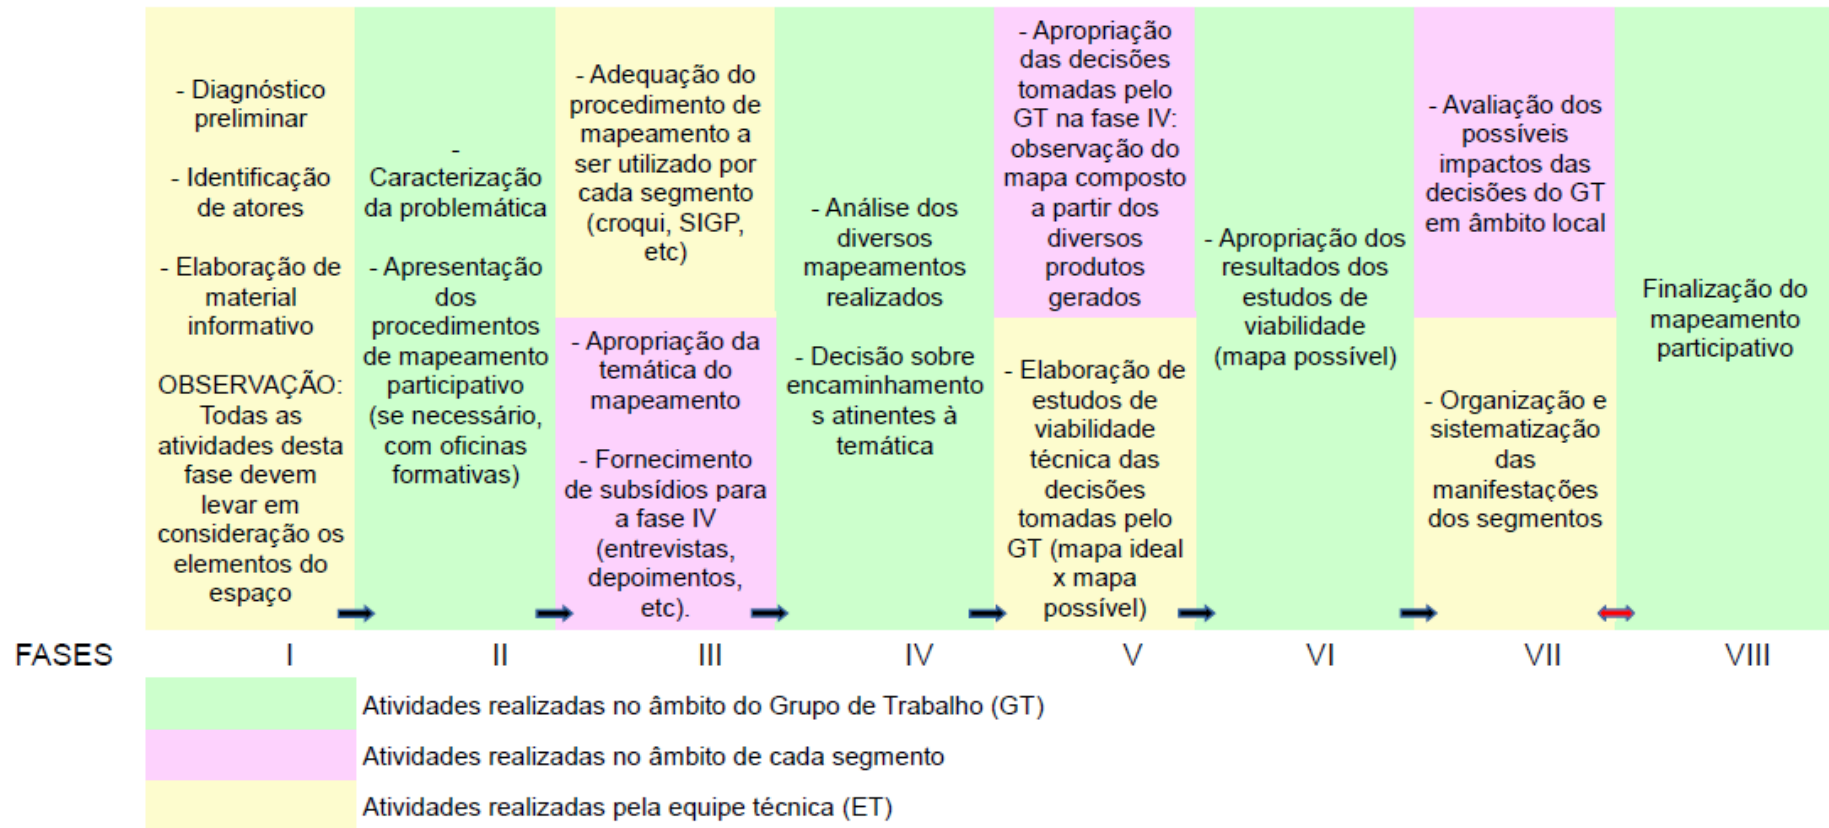 - Diagnóstico
preliminar
- Identificação
de atores
- Elaboração de
material
informativo
OBSERVAÇÃO:
Todas as
atividades desta
fase devem
levar em
consideração os
elementos do
espaço
-
Caracterização
da problemática
- Apresentação
dos
procedimentos
de mapeamento
participativo
(se necessário,
com oficinas
formativas)
- Adequação do
procedimento de
mapeamento a
ser utilizado por
cada segmento
(croqui, SIGP,
etc)
- Apropriação da
temática do
mapeamento
- Fornecimento
de subsídios para
a fase IV
(entrevistas,
depoimentos,
etc).
- Análise dos
diversos
mapeamentos
realizados
- Decisão sobre
encaminhamento
s atinentes à
temática
- Apropriação
das decisões
tomadas pelo
GT na fase IV:
observação do
mapa composto
a partir dos
diversos
produtos
gerados
- Elaboração de
estudos de
viabilidade
técnica das
decisões
tomadas pelo
GT (mapa ideal
x mapa
possível)
- Apropriação dos
resultados dos
estudos de
viabilidade
(mapa possível)
- Avaliação dos
possíveis
impactos das
decisões do GT
em âmbito local
- Organização e
sistematização
das
manifestações
dos segmentos
Finalização do
mapeamento
participativo
FASES I II III IV V VI VII VIII
Atividades realizadas no âmbito do Grupo de Trabalho (GT)
Atividades realizadas no âmbito de cada segmento
Atividades realizadas pela equipe técnica (ET)